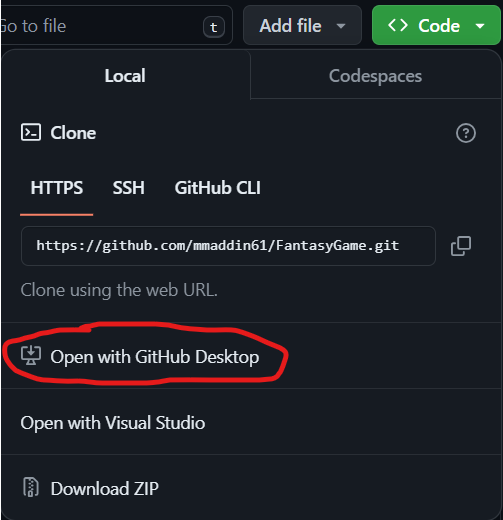 Go to file
t
Add file
Code
Local
Codespaces
Clone
HTTPS
SSH
GitHub CLI
https://github.com/mmaddin61/FantasyGame.git
Clone using the web URL.
Open with GitHub Desktop
Open with Visual Studio
Download ZIP